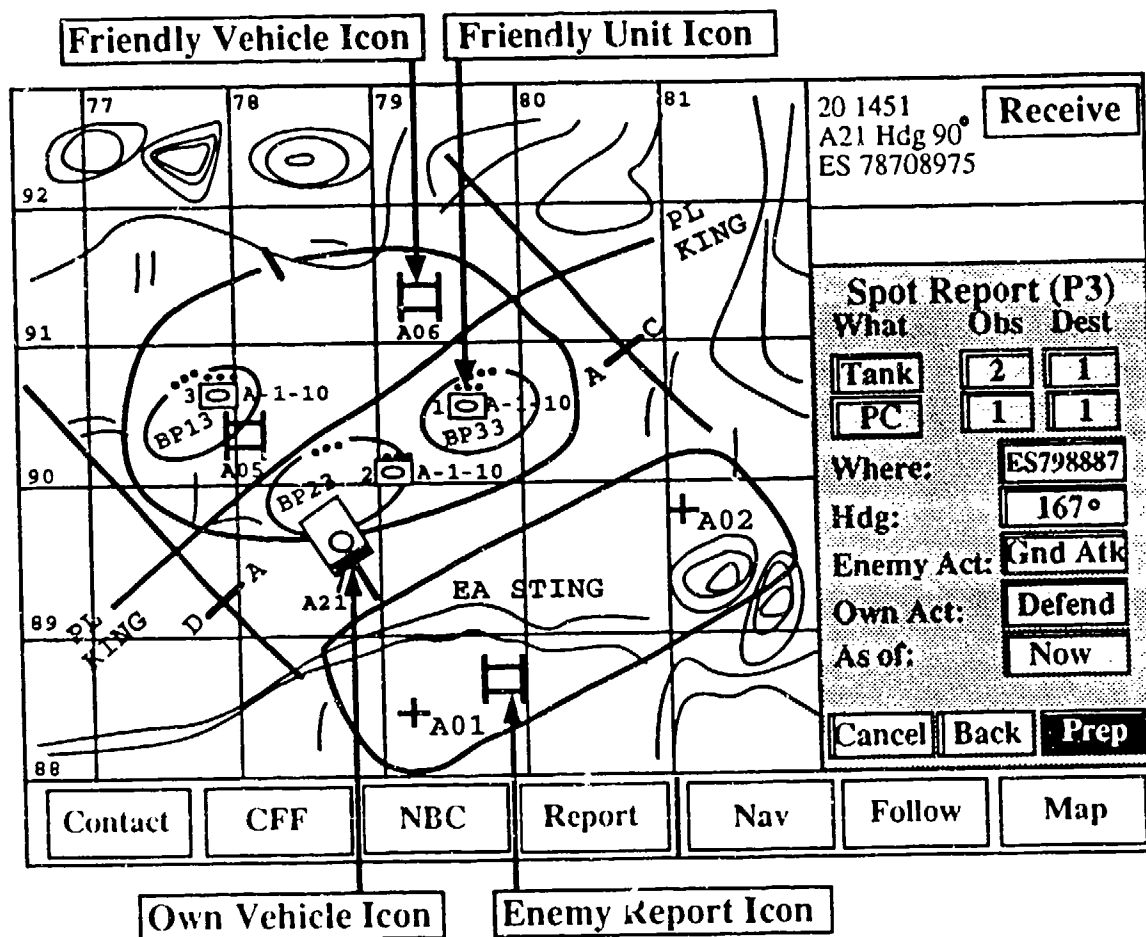 Friendly Vehicle Icon
Friendly Unit Icon
77
78
79
80
81
92
91
90
89
88
PL
KING
A06
C
A
3
A-1-10
BP13
A05
1
A-1-10
BP33
2
A-1-10
BP22
A02
A21
EA STING
A
D
PL
KING
A01
20 1451
A21 Hdg 90°
ES 78708975
Receive
Spot Report (P3)
What Obs Dest
Tank 2 1
PC 1 1
Where: ES798887
Hdg: 167°
Enemy Act: Gnd Atk
Own Act: Defend
As of: Now
Cancel Back Prep
Contact CFF NBC Report Nav Follow Map
Own Vehicle Icon
Enemy Report Icon